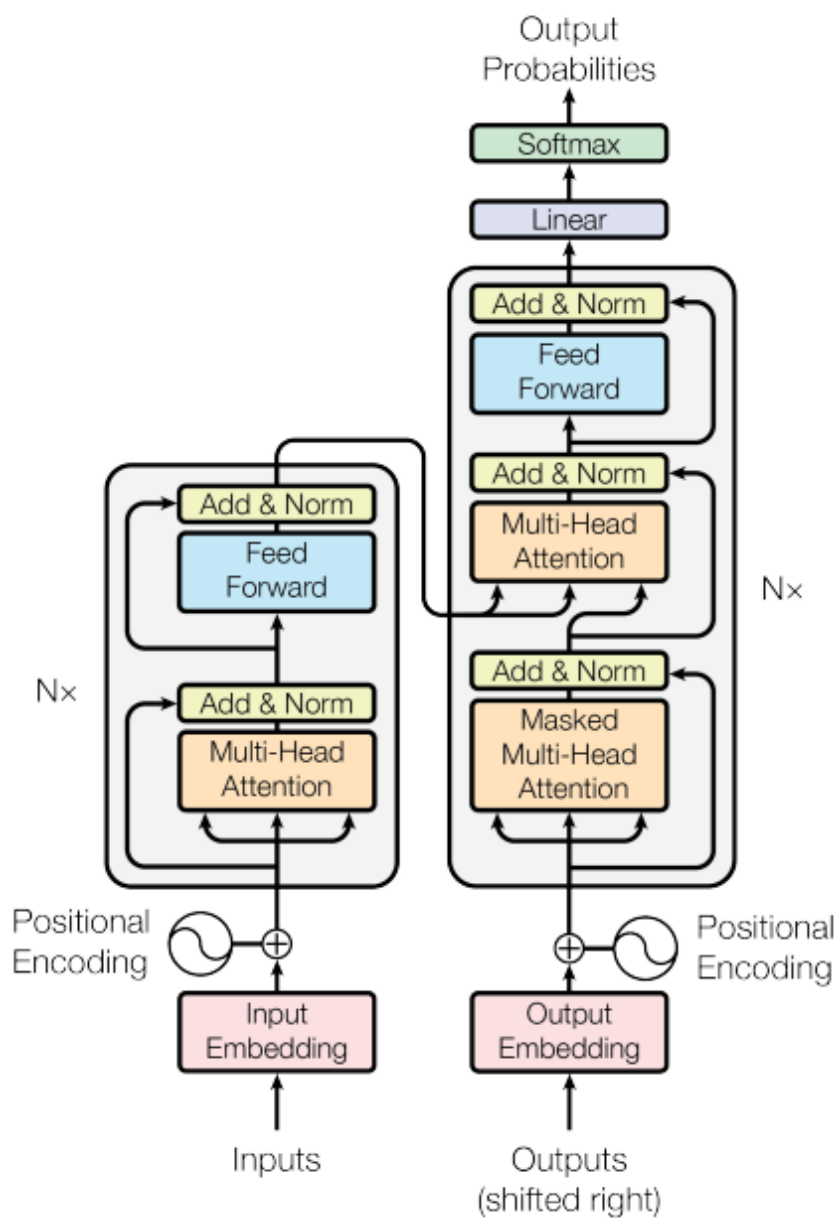 Output
Probabilities
Softmax
Linear
Add & Norm
Feed
Forward
Add & Norm
Multi-Head
Attention
Add & Norm
Masked
Multi-Head
Attention
N×
Add & Norm
Feed
Forward
Add & Norm
Multi-Head
Attention
N×
Positional
Encoding
Positional
Encoding
Input
Embedding
Output
Embedding
Inputs
Outputs
(shifted right)